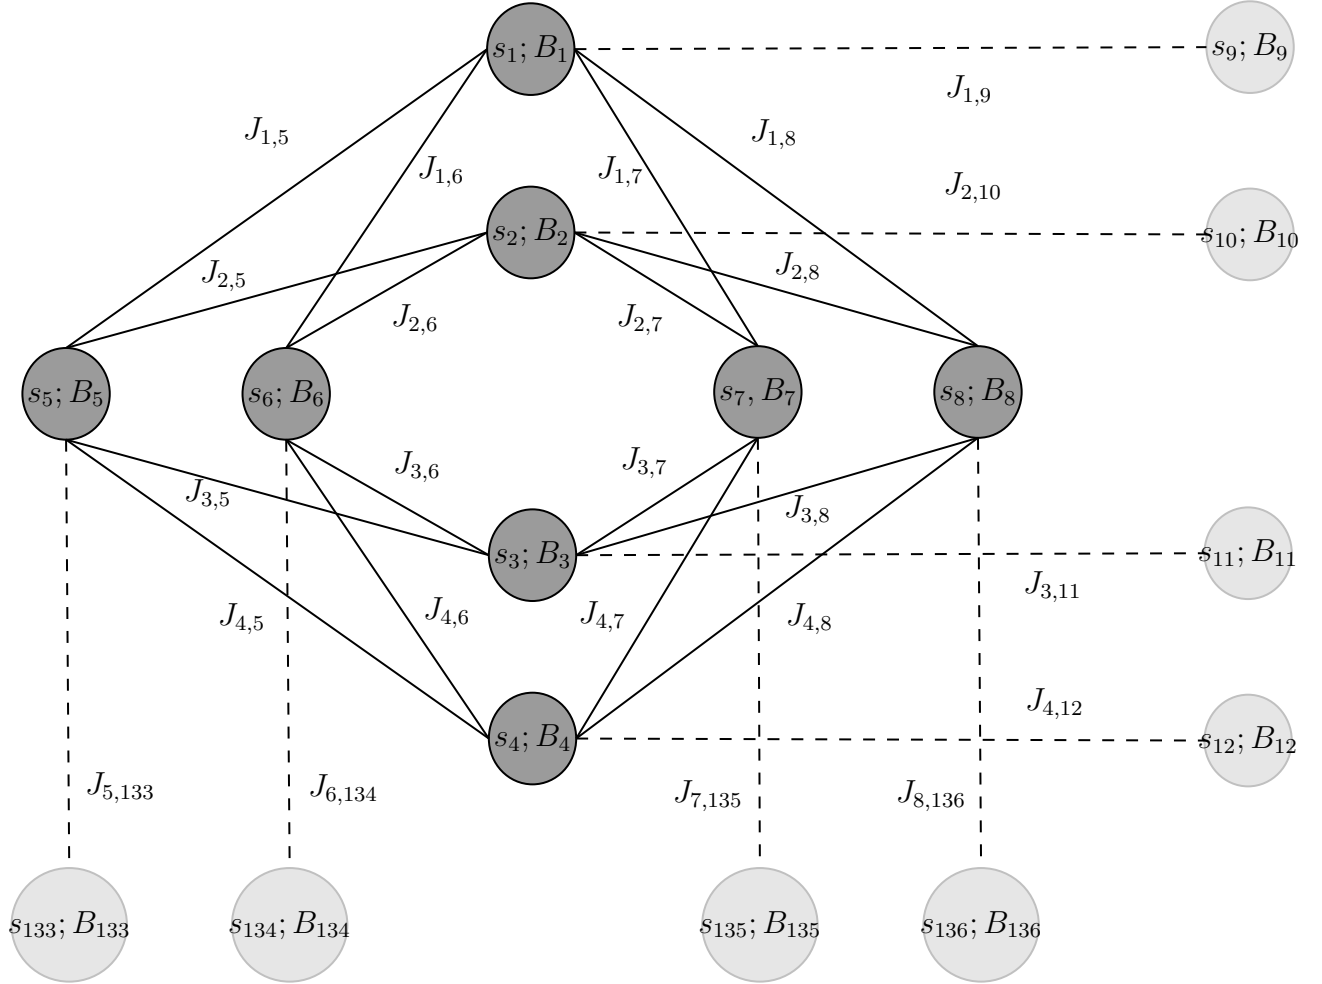 s₁; B₁
s₉; B₉
J₁,₉
J₁,₅
J₁,₈
J₁,₆
J₁,₇
J₂,₁₀
s₂; B₂
s₁₀; B₁₀
J₂,₅
J₂,₈
J₂,₆
J₂,₇
s₅; B₅
s₆; B₆
s₇, B₇
s₈; B₈
J₃,₆
J₃,₇
J₃,₅
J₃,₈
s₃; B₃
s₁₁; B₁₁
J₃,₁₁
J₄,₅
J₄,₆
J₄,₇
J₄,₈
J₄,₁₂
s₄; B₄
s₁₂; B₁₂
J₅,₁₃₃
J₆,₁₃₄
J₇,₁₃₅
J₈,₁₃₆
s₁₃₃; B₁₃₃
s₁₃₄; B₁₃₄
s₁₃₅; B₁₃₅
s₁₃₆; B₁₃₆